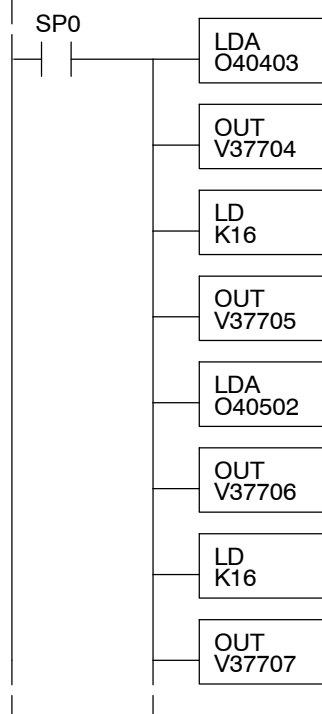 SP0
LDA
O40403
OUT
V37704
LD
K16
OUT
V37705
LDA
O40502
OUT
V37706
LD
K16
OUT
V37707